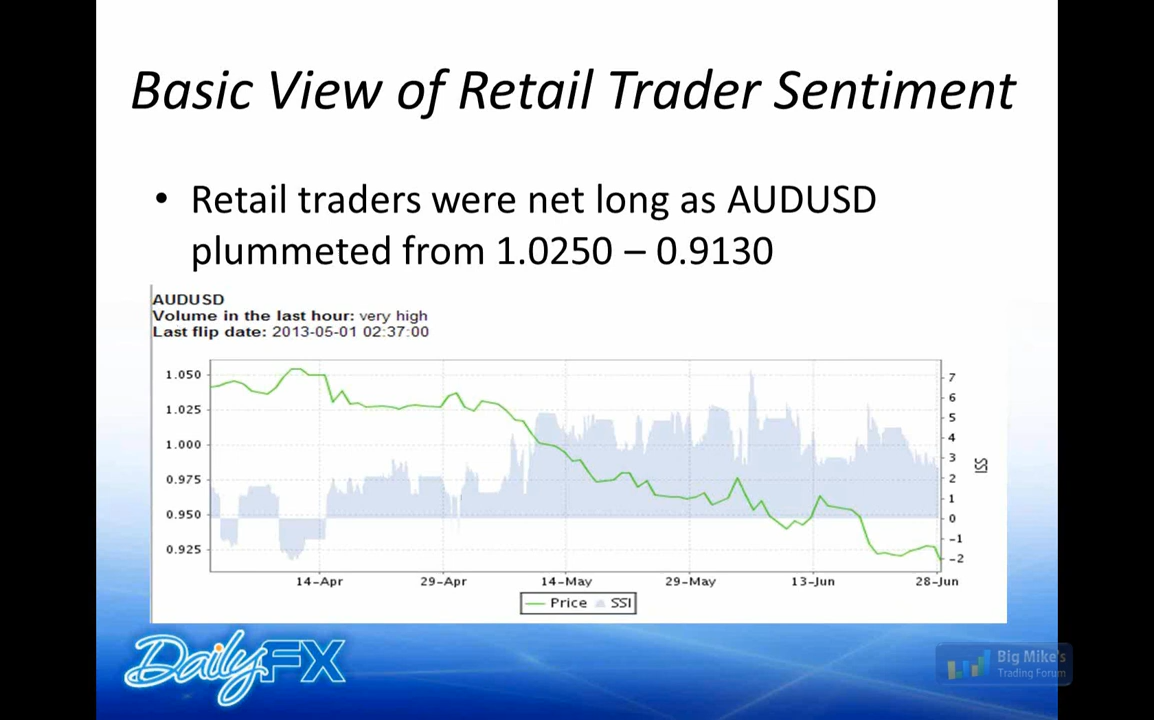 Basic View of Retail Trader Sentiment
• Retail traders were net long as AUDUSD
plummeted from 1.0250 – 0.9130
AUDUSD
Volume in the last hour: very high
Last flip date: 2013-05-01 02:37:00
1.050
1.025
1.000
0.975
0.950
0.925
7
6
5
4
3
2
1
0
-1
-2
SSI
14-Apr 29-Apr 14-May 29-May 13-Jun 28-Jun
Price SSI
DailyFX
Big Mike's
Trading Forum